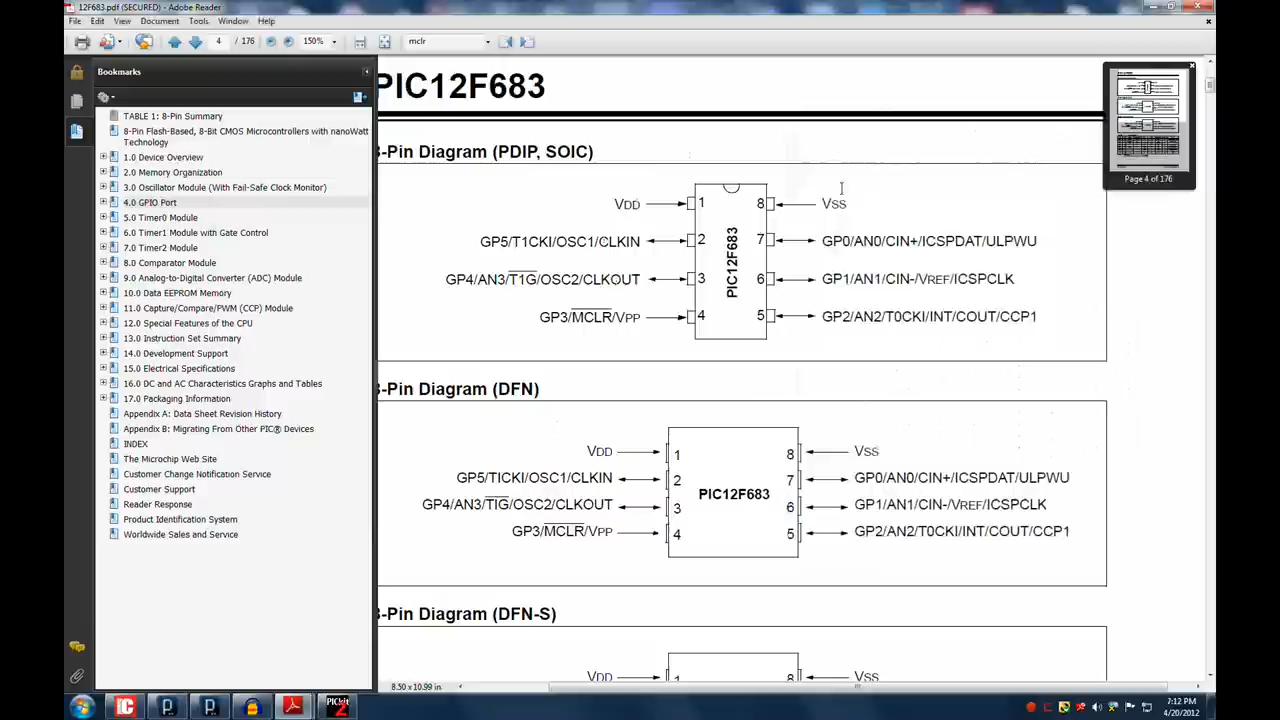 12F683.pdf (SECURED) - Adobe Reader
File Edit View Document Tools Window Help
4 / 176 150% mclr
Bookmarks
TABLE 1: 8-Pin Summary
8-Pin Flash-Based, 8-Bit CMOS Microcontrollers with nanoWatt
Technology
1.0 Device Overview
2.0 Memory Organization
3.0 Oscillator Module (With Fail-Safe Clock Monitor)
4.0 GPIO Port
5.0 Timer0 Module
6.0 Timer1 Module with Gate Control
7.0 Timer2 Module
8.0 Comparator Module
9.0 Analog-to-Digital Converter (ADC) Module
10.0 Data EEPROM Memory
11.0 Capture/Compare/PWM (CCP) Module
12.0 Special Features of the CPU
13.0 Instruction Set Summary
14.0 Development Support
15.0 Electrical Specifications
16.0 DC and AC Characteristics Graphs and Tables
17.0 Packaging Information
Appendix A: Data Sheet Revision History
Appendix B: Migrating From Other PIC® Devices
INDEX
The Microchip Web Site
Customer Change Notification Service
Customer Support
Reader Response
Product Identification System
Worldwide Sales and Service
PIC12F683
8-Pin Diagram (PDIP, SOIC)
VDD 1 8 VSS
GP5/T1CKI/OSC1/CLKIN 2 7 GP0/AN0/CIN+/ICSPDAT/ULPWU
GP4/AN3/T1G/OSC2/CLKOUT 3 6 GP1/AN1/CIN-/VREF/ICSPCLK
GP3/MCLR/VPP 4 5 GP2/AN2/T0CKI/INT/COUT/CCP1
PIC12F683
8-Pin Diagram (DFN)
VDD 1 8 VSS
GP5/TICKI/OSC1/CLKIN 2 7 GP0/AN0/CIN+/ICSPDAT/ULPWU
GP4/AN3/TIG/OSC2/CLKOUT 3 6 GP1/AN1/CIN-/VREF/ICSPCLK
GP3/MCLR/VPP 4 5 GP2/AN2/T0CKI/INT/COUT/CCP1
PIC12F683
8-Pin Diagram (DFN-S)
VDD 1 8 VSS
Page 4 of 176
8.50 x 10.99 in
PICkit
2
7:12 PM
4/20/2012